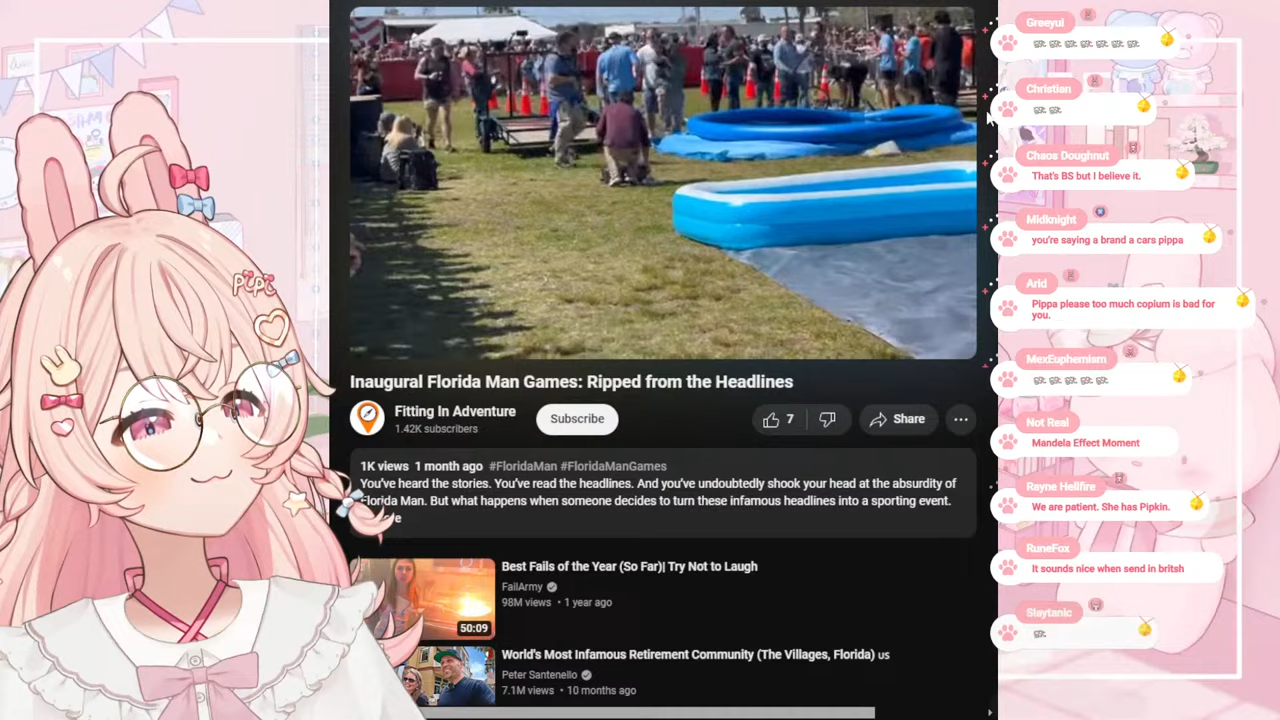 pipi
Inaugural Florida Man Games: Ripped from the Headlines
Fitting In Adventure
1.42K subscribers
Subscribe
7
Share
1K views 1 month ago #FloridaMan #FloridaManGames
You've heard the stories. You've read the headlines. And you've undoubtedly shook your head at the absurdity of
Florida Man. But what happens when someone decides to turn these infamous headlines into a sporting event.
50:09
Best Fails of the Year (So Far)| Try Not to Laugh
FailArmy
98M views • 1 year ago
World's Most Infamous Retirement Community (The Villages, Florida) us
Peter Santenello
7.1M views • 10 months ago
Greeyul
Christian
Chaos Doughnut
That's BS but I believe it.
Midknight
you're saying a brand a cars pippa
Arid
Pippa please too much copium is bad for
you.
MexEuphemism
Not Real
Mandela Effect Moment
Rayne Hellfire
We are patient. She has Pipkin.
RuneFox
It sounds nice when send in britsh
Slaytanic